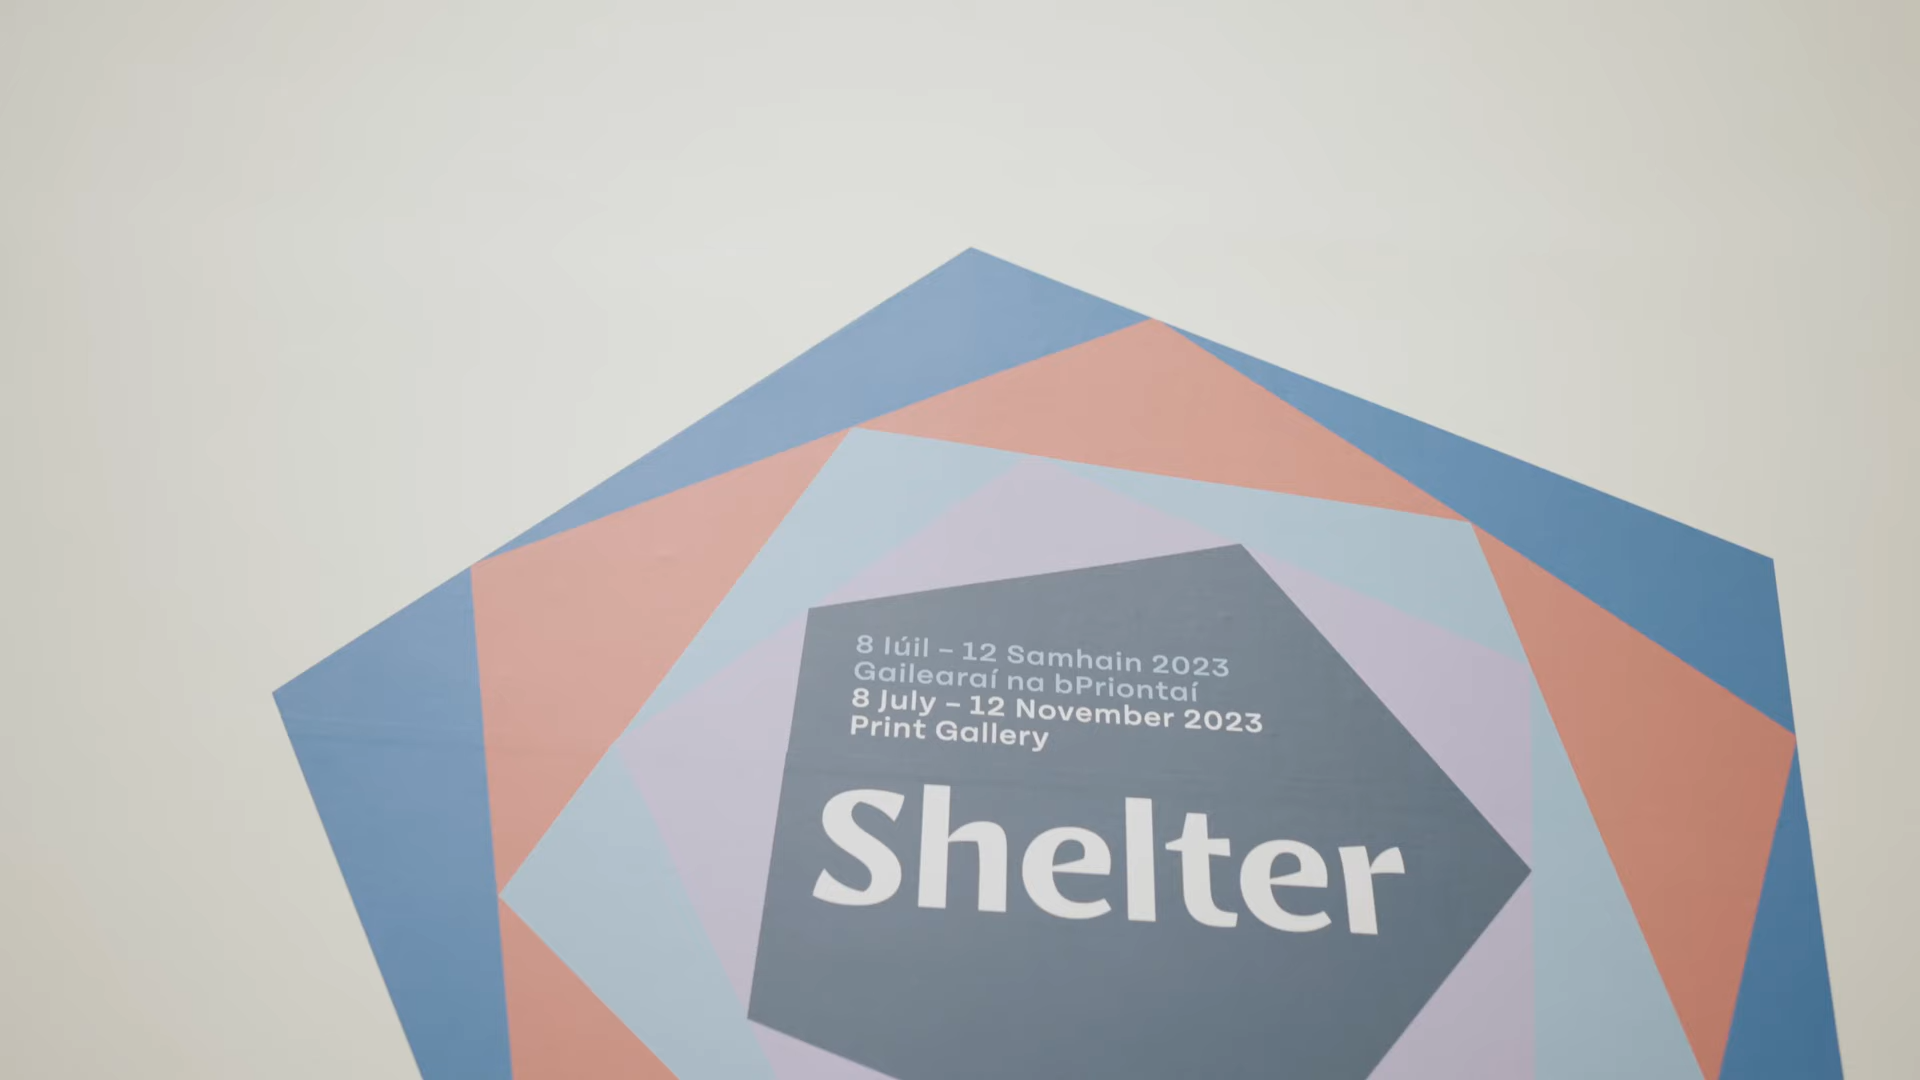 8 Iúil – 12 Samhain 2023
Gailearaí na bPriontaí
8 July – 12 November 2023
Print Gallery
Shelter